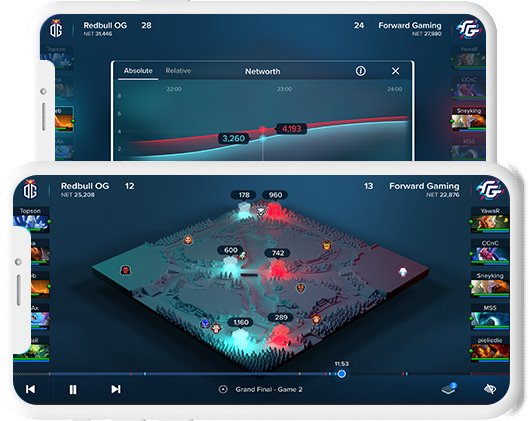 OG
Redbull OG 28
NET 31,446
24 Forward Gaming
NET 27,980
Topson
YawaR
Absolute Relative Networth
22:00 23:00 24:00
8
6
4
2
3,260
4,193
CCnC
Sneyking
MSS
OG
Redbull OG 12
NET 25,208
13 Forward Gaming
NET 22,876
178 960
Topson
YawaR
600 742
CCnC
Sneyking
1,160 289
MSS
pieliedie
11:53
Grand Final - Game 2
3